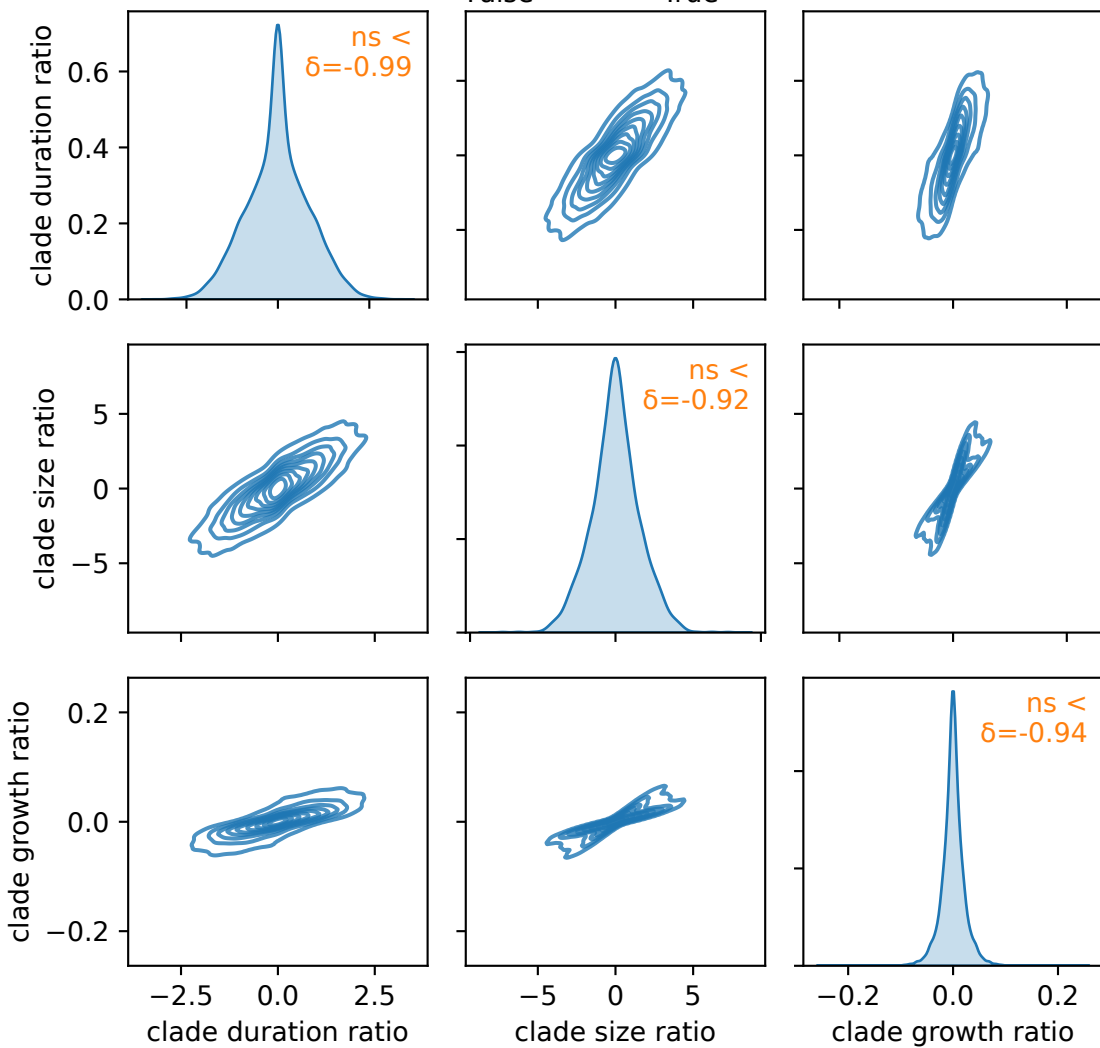 clade duration ratio
0.6
0.4
0.2
0.0
ns <
δ=-0.99
clade size ratio
5
0
−5
ns <
δ=-0.92
clade growth ratio
0.2
0.0
−0.2
ns <
δ=-0.94
−2.5 0.0 2.5
−5 0 5
−0.2 0.0 0.2
clade duration ratio
clade size ratio
clade growth ratio